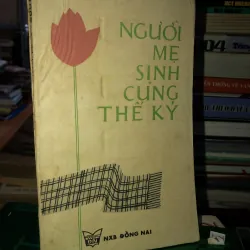 NGƯỜI
MẸ
SINH
CÙNG
THẾ KỶ
NXB ĐỒNG NAI